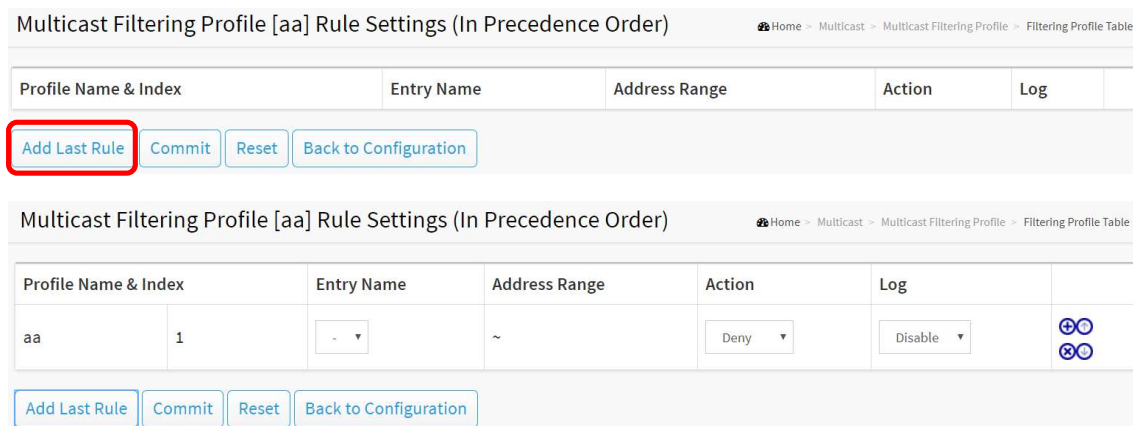 Multicast Filtering Profile [aa] Rule Settings (In Precedence Order) Home > Multicast > Multicast Filtering Profile > Filtering Profile Table
Profile Name & Index Entry Name Address Range Action Log
Add Last Rule Commit Reset Back to Configuration
Multicast Filtering Profile [aa] Rule Settings (In Precedence Order) Home > Multicast > Multicast Filtering Profile > Filtering Profile Table
Profile Name & Index Entry Name Address Range Action Log
aa 1 - ~ Deny Disable
Add Last Rule Commit Reset Back to Configuration